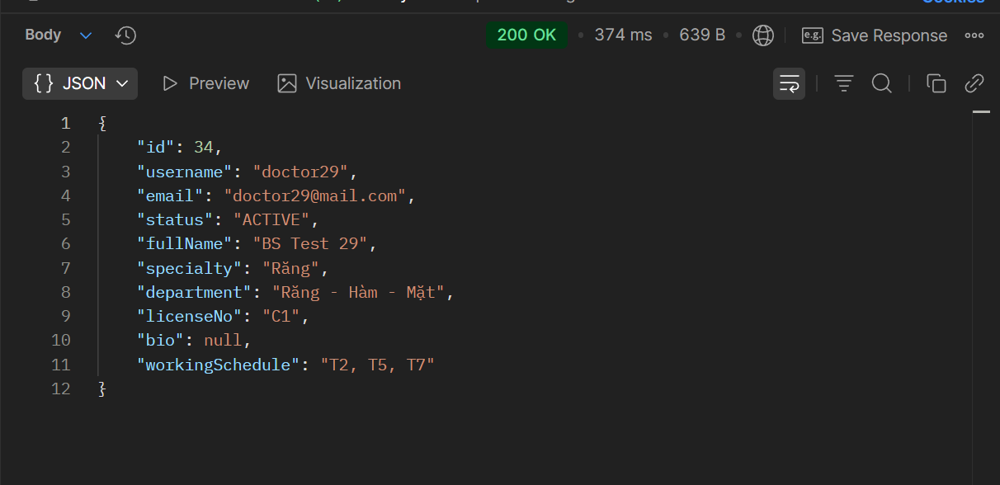 Body
200 OK • 374 ms • 639 B • e.g. Save Response
{} JSON Preview Visualization
1 {
2 "id": 34,
3 "username": "doctor29",
4 "email": "doctor29@mail.com",
5 "status": "ACTIVE",
6 "fullName": "BS Test 29",
7 "specialty": "Răng",
8 "department": "Răng - Hàm - Mặt",
9 "licenseNo": "C1",
10 "bio": null,
11 "workingSchedule": "T2, T5, T7"
12 }